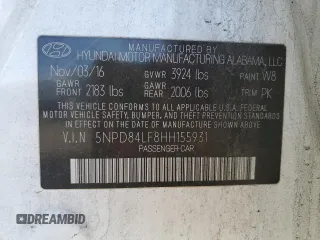 MANUFACTURED BY
HYUNDAI MOTOR MANUFACTURING ALABAMA, LLC
Nov/03/16 GVWR 3924 lbs PAINT W8
GAWR FRONT 2183 lbs GAWR REAR 2006 lbs TRIM PK
THIS VEHICLE CONFORMS TO ALL APPLICABLE U.S. FEDERAL MOTOR
VEHICLE SAFETY, BUMPER, AND THEFT PREVENTION STANDARDS
IN EFFECT ON THE DATE OF MANUFACTURE SHOWN ABOVE.
V.I.N 5NPD84LF8HH155931
PASSENGER-CAR
DREAMBID